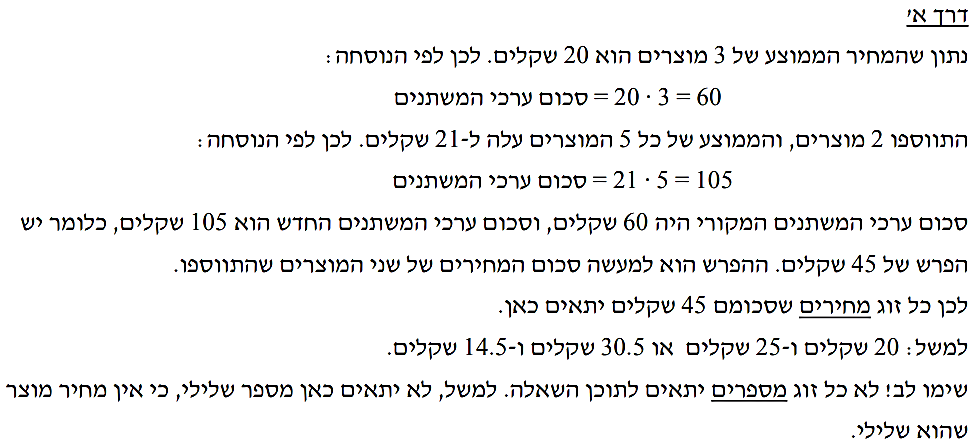 דרך א'
נתון שהמחיר הממוצע של 3 מוצרים הוא 20 שקלים. לכן לפי הנוסחה:
סכום ערכי המשתנים = 20 · 3 = 60
התווספו 2 מוצרים, והממוצע של כל 5 המוצרים עלה ל-21 שקלים. לכן לפי הנוסחה:
סכום ערכי המשתנים = 21 · 5 = 105
סכום ערכי המשתנים המקורי היה 60 שקלים, וסכום ערכי המשתנים החדש הוא 105 שקלים, כלומר יש
הפרש של 45 שקלים. ההפרש הוא למעשה סכום המחירים של שני המוצרים שהתווספו.
לכן כל זוג מחירים שסכומם 45 שקלים יתאים כאן.
למשל: 20 שקלים ו-25 שקלים או 30.5 שקלים ו-14.5 שקלים.
שימו לב! לא כל זוג מספרים יתאים לתוכן השאלה. למשל, לא יתאים כאן מספר שלילי, כי אין מחיר מוצר
שהוא שלילי.